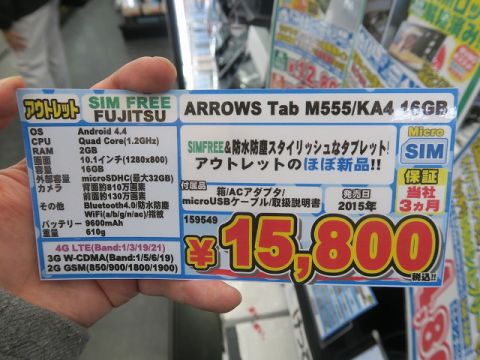 アウトレット
SIM FREE
FUJITSU
ARROWS Tab M555/KA4 16GB
OS Android 4.4
CPU Quad Core(1.2GHz)
RAM 2GB
画面 10.1インチ(1280x800)
容量 16GB
外部容量 microSDHC(最大32GB)
カメラ 背面約810万画素
前面約130万画素
その他 Bluetooth4.0/防水防塵
WiFi(a/b/g/n/ac)/指紋
バッテリー 9600mAh
重量 610g
4G LTE(Band:1/3/19/21)
3G W-CDMA(Band:1/5/6/19)
2G GSM(850/900/1800/1900)
SIMFREE&防水防塵スタイリッシュなタブレット!
アウトレットのほぼ新品!!
Micro
SIM
保証
当社
3ヵ月
付属品
箱/ACアダプタ/
microUSBケーブル/取扱説明書
発売日
2015年
159549
¥15,800
税込!!